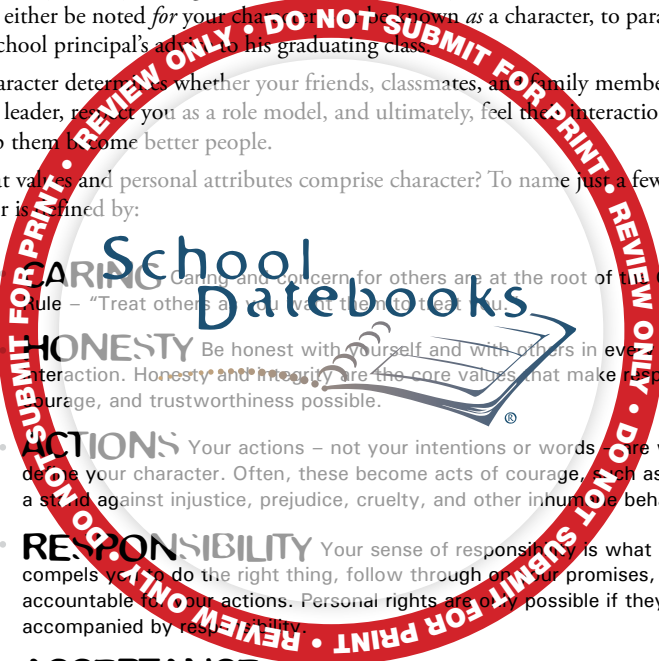 either be noted for your character or be known as a character, to para
chool principal's advice to his graduating class.
aracter determines whether your friends, classmates, and family membe
leader, respect you as a role model, and ultimately, feel their interactio
them become better people.
at values and personal attributes comprise character? To name just a few
r is defined by:
CARING Caring and concern for others are at the root of the G
Rule – “Treat others as you want them to treat you.”
HONESTY Be honest with yourself and with others in eve
interaction. Honesty and integrity are the core values that make resp
courage, and trustworthiness possible.
ACTIONS Your actions – not your intentions or words – are w
define your character. Often, these become acts of courage, such as
a stand against injustice, prejudice, cruelty, and other inhumane beha
RESPONSIBILITY Your sense of responsibility is what
compels you to do the right thing, follow through on your promises,
accountable for your actions. Personal rights are only possible if they
accompanied by responsibility.
School
Datebooks
®
REVIEW ONLY • DO NOT SUBMIT FOR PRINT • REVIEW ONLY • DO NOT SUBMIT FOR PRINT • REVIEW ONLY • DO NOT SUBMIT FOR PRINT •